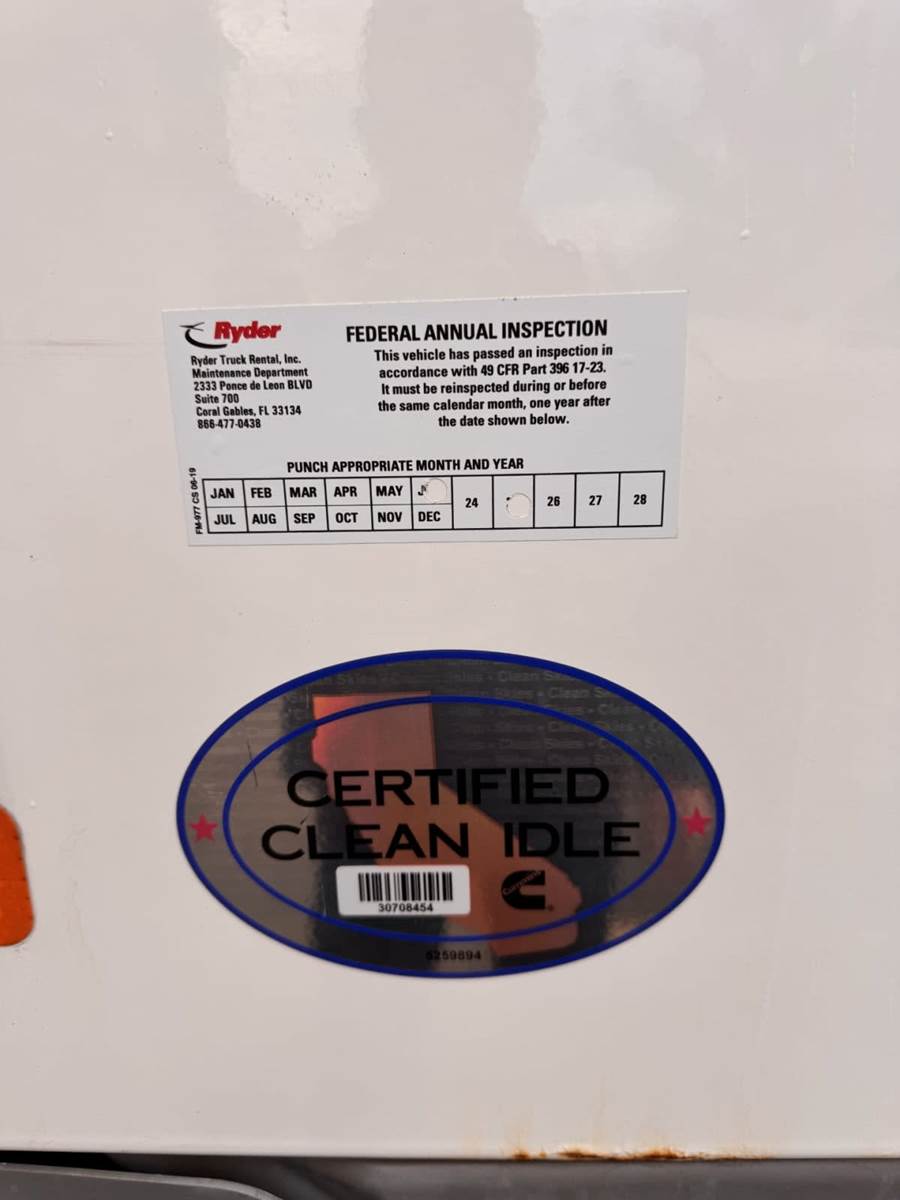 Ryder
Ryder Truck Rental, Inc.
Maintenance Department
2333 Ponce de Leon BLVD
Suite 700
Coral Gables, FL 33134
866-477-0438
FEDERAL ANNUAL INSPECTION
This vehicle has passed an inspection in
accordance with 49 CFR Part 396 17-23.
It must be reinspected during or before
the same calendar month, one year after
the date shown below.
FM-977 CS 06-19
PUNCH APPROPRIATE MONTH AND YEAR
JAN FEB MAR APR MAY 24 26 27 28
JUL AUG SEP OCT NOV DEC
CERTIFIED
CLEAN IDLE
30708454
Cummins
5259894